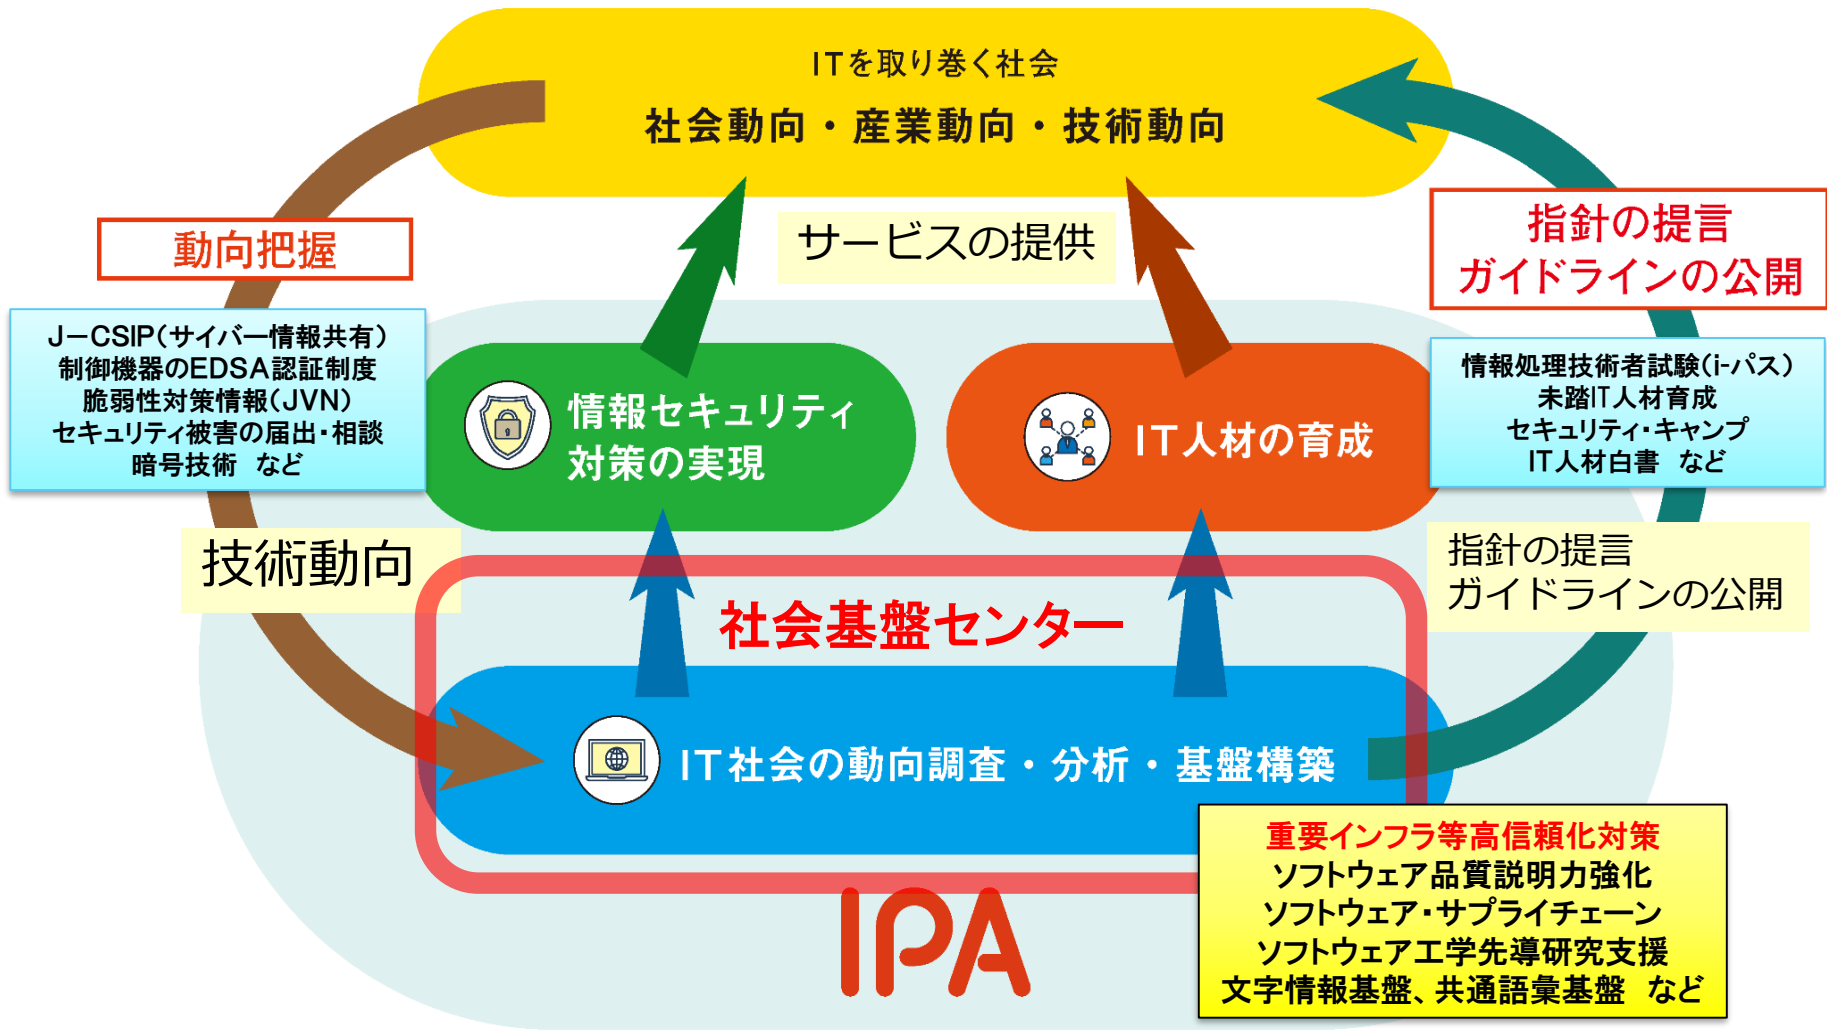 ITを取り巻く社会
社会動向・産業動向・技術動向
動向把握
サービスの提供
指針の提言
ガイドラインの公開
J－CSIP（サイバー情報共有）
制御機器のEDSA認証制度
脆弱性対策情報（JVN）
セキュリティ被害の届出・相談
暗号技術　など
情報セキュリティ
対策の実現
IT人材の育成
情報処理技術者試験（i-パス）
未踏IT人材育成
セキュリティ・キャンプ
IT人材白書　など
技術動向
指針の提言
ガイドラインの公開
社会基盤センター
IT社会の動向調査・分析・基盤構築
重要インフラ等高信頼化対策
ソフトウェア品質説明力強化
ソフトウェア・サプライチェーン
ソフトウェア工学先導研究支援
文字情報基盤、共通語彙基盤　など
IPA